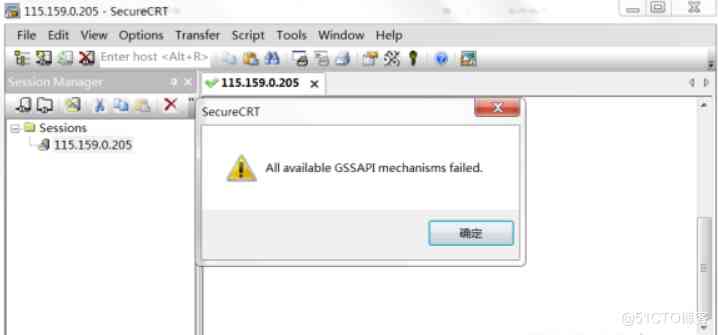 115.159.0.205 - SecureCRT
File Edit View Options Transfer Script Tools Window Help
Enter host <Alt+R>
Session Manager
115.159.0.205
Sessions
115.159.0.205
SecureCRT
All available GSSAPI mechanisms failed.
确定
@51CTO博客